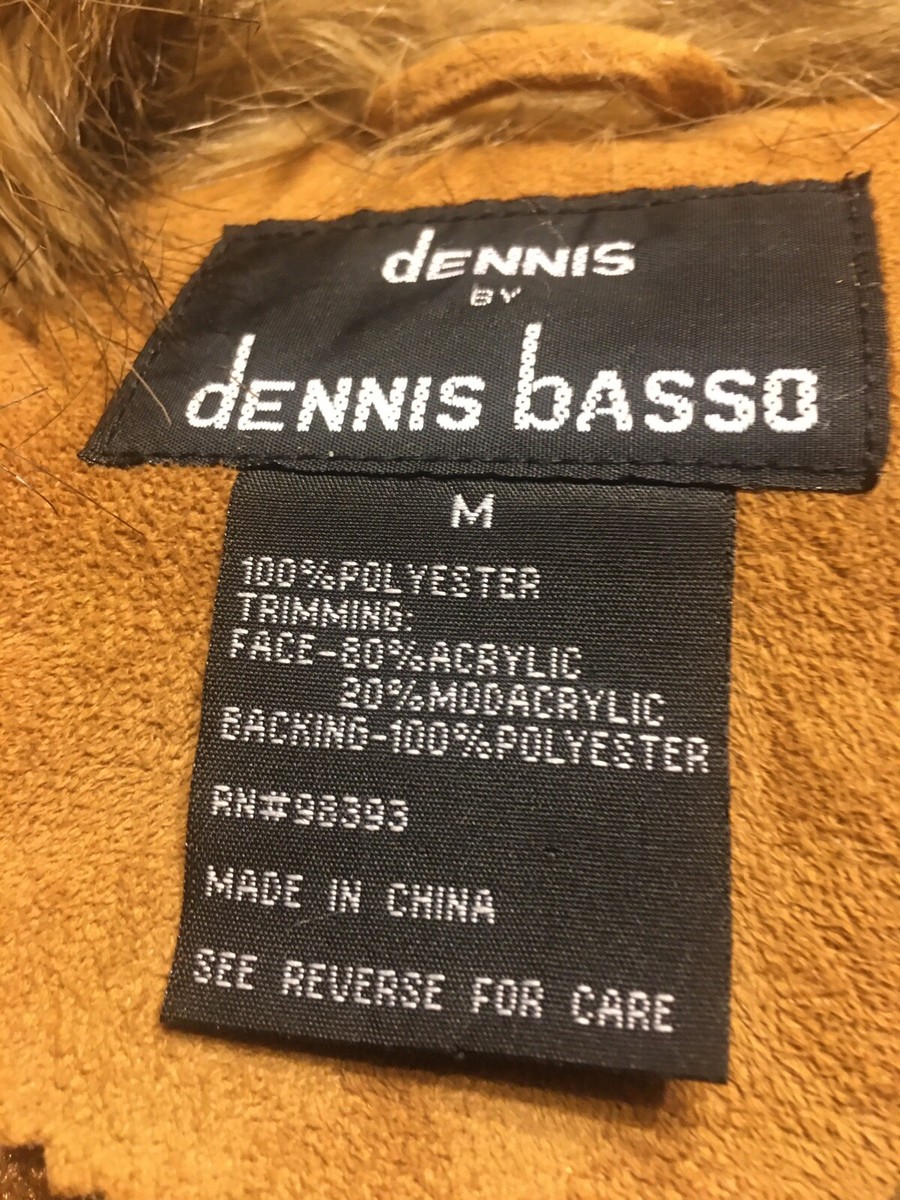 dENNIS
BY
dENNIS bASSO
M
100%POLYESTER
TRIMMING:
FACE-80%ACRYLIC
20%MODACRYLIC
BACKING-100%POLYESTER
RN#98393
MADE IN CHINA
SEE REVERSE FOR CARE